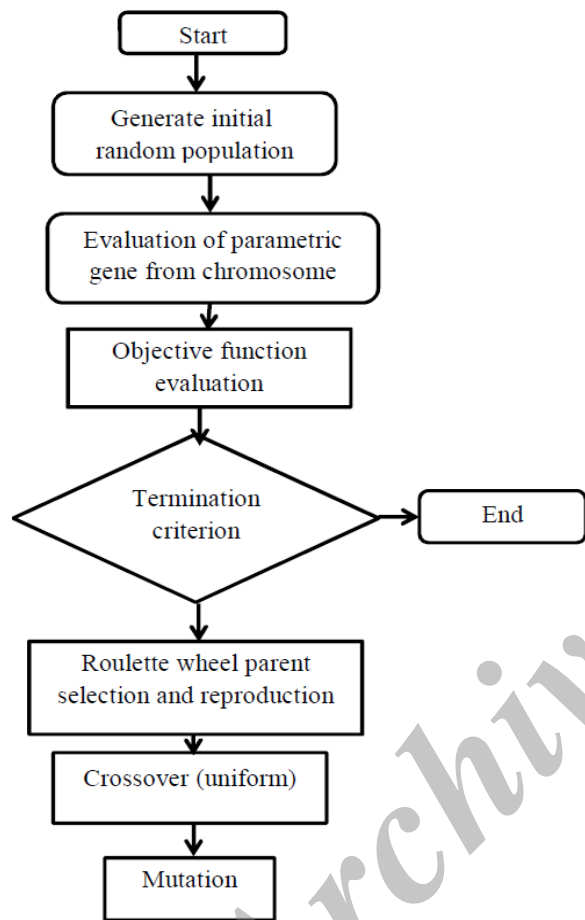 Start
Generate initial
random population
Evaluation of parametric
gene from chromosome
Objective function
evaluation
Termination
criterion
End
Roulette wheel parent
selection and reproduction
Crossover (uniform)
Mutation
Archiv